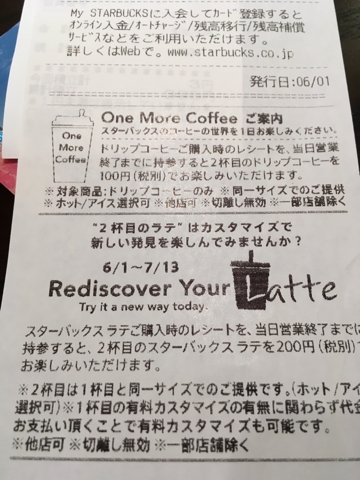 My STARBUCKSに入会してｶｰﾄﾞ登録すると
ｵﾝﾗｲﾝ入金/ｵｰﾄﾁｬｰｼﾞ/残高移行/残高補償
ｻｰﾋﾞｽなどをご利用いただけます。
詳しくはWebで。www.starbucks.co.jp
発行日:06/01
One More Coffee ご案内
スターバックスのコーヒーの世界を1日お楽しみください。
One
More
Coffee
ドリップコーヒーご購入時のレシートを、当日営業
終了までに持参すると2杯目のドリップコーヒーを
100円(税別)でお楽しみいただけます。
※対象商品:ドリップコーヒーのみ ※同一サイズでのご提供
※ホット/アイス選択可 ※他店可 ※切離し無効 ※一部店舗除く
“2杯目のラテ”はカスタマイズで
新しい発見を楽しんでみませんか?
6/1~7/13
Rediscover Your Latte
Try it a new way today.
スターバックス ラテご購入時のレシートを、当日営業終了までに
持参すると、2杯目のスターバックス ラテを200円(税別)で
お楽しみいただけます。
※2杯目は1杯目と同一サイズでのご提供です。(ホット/アイス
選択可)※1杯目の有料カスタマイズの有無に関わらず代金
お支払い頂くことで有料カスタマイズも可能です。
※他店可 ※切離し無効 ※一部店舗除く